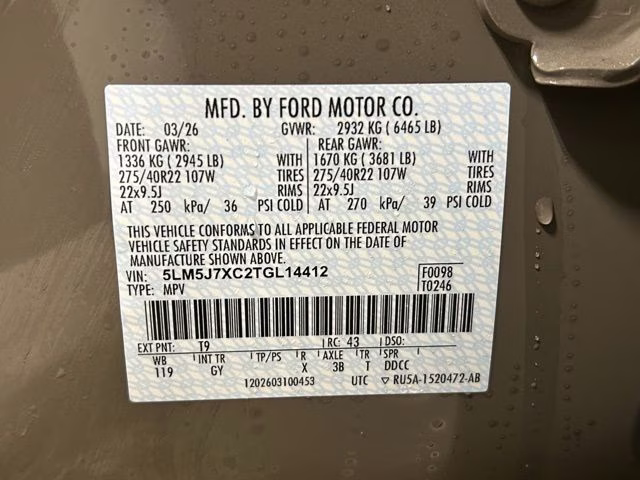 MFD. BY FORD MOTOR CO.
DATE: 03/26 GVWR: 2932 KG ( 6465 LB)
FRONT GAWR: REAR GAWR:
1336 KG ( 2945 LB) WITH 1670 KG ( 3681 LB) WITH
275/40R22 107W TIRES 275/40R22 107W TIRES
22x9.5J RIMS 22x9.5J RIMS
AT 250 kPa/ 36 PSI COLD AT 270 kPa/ 39 PSI COLD
THIS VEHICLE CONFORMS TO ALL APPLICABLE FEDERAL MOTOR
VEHICLE SAFETY STANDARDS IN EFFECT ON THE DATE OF
MANUFACTURE SHOWN ABOVE.
VIN: 5LM5J7XC2TGL14412 F0098
TYPE: MPV T0246
EXT PNT: T9 RC: 43 DSO:
WB INT TR TP/PS R AXLE TR SPR
119 GY X 3B T DDCC
1202603100453 UTC ▽ RU5A-1520472-AB